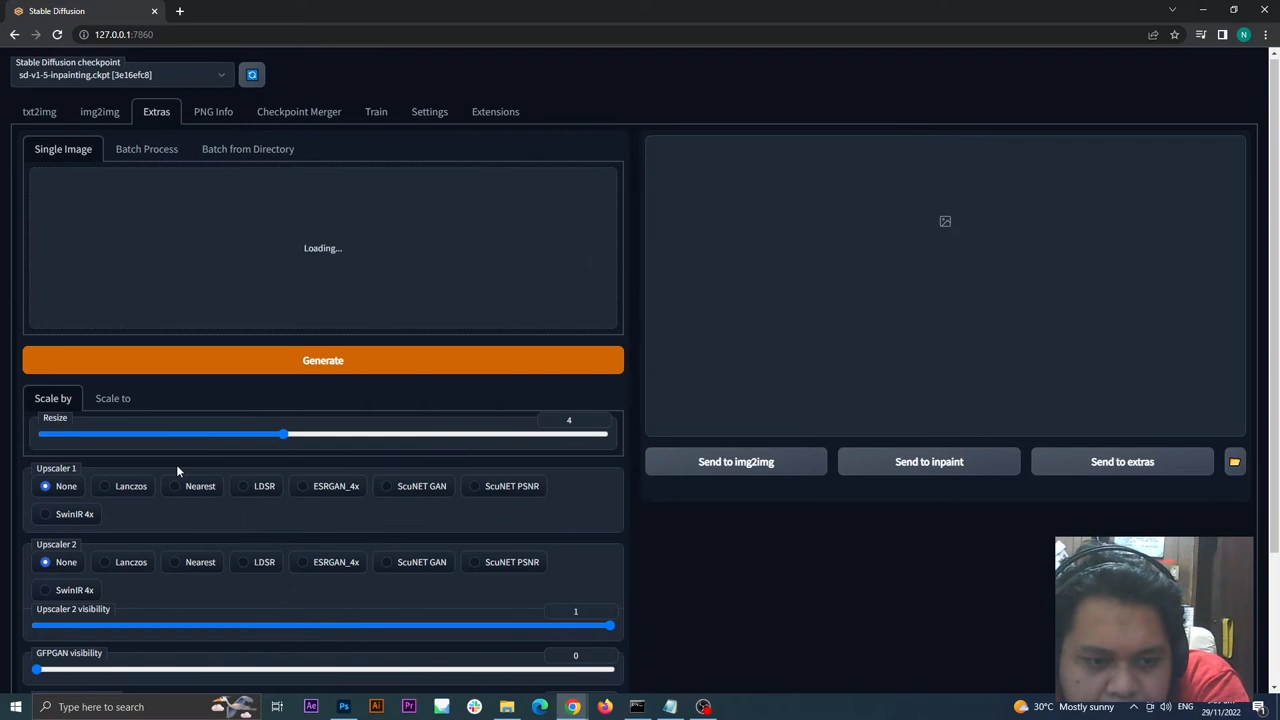 Stable Diffusion
127.0.0.1:7860
N
Stable Diffusion checkpoint
sd-v1-5-inpainting.ckpt [3e16efc8]
txt2img img2img Extras PNG Info Checkpoint Merger Train Settings Extensions
Single Image Batch Process Batch from Directory
Loading...
Generate
Scale by Scale to
Resize 4
Send to img2img Send to inpaint Send to extras
Upscaler 1
None Lanczos Nearest LDSR ESRGAN_4x ScuNET GAN ScuNET PSNR
SwinIR 4x
Upscaler 2
None Lanczos Nearest LDSR ESRGAN_4x ScuNET GAN ScuNET PSNR
SwinIR 4x
Upscaler 2 visibility 1
GFPGAN visibility 0
Type here to search
Ae Ps Ai Pr
30°C Mostly sunny
29/11/2022